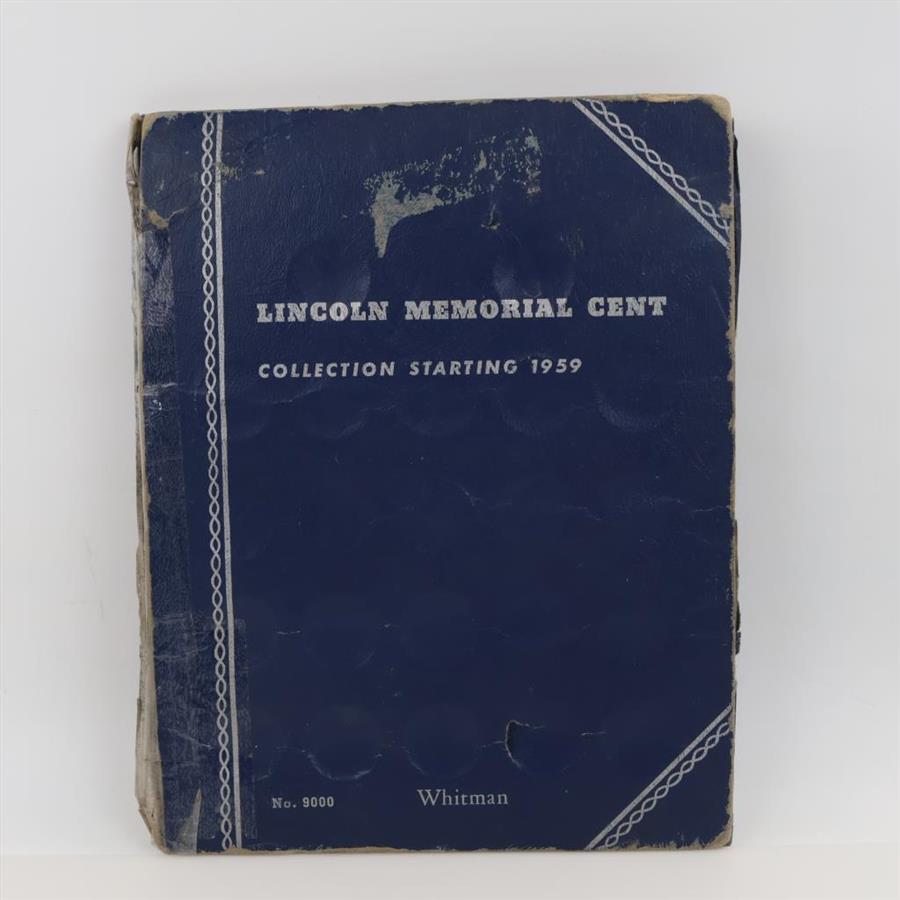 LINCOLN MEMORIAL CENT
COLLECTION STARTING 1959
No. 9000
Whitman